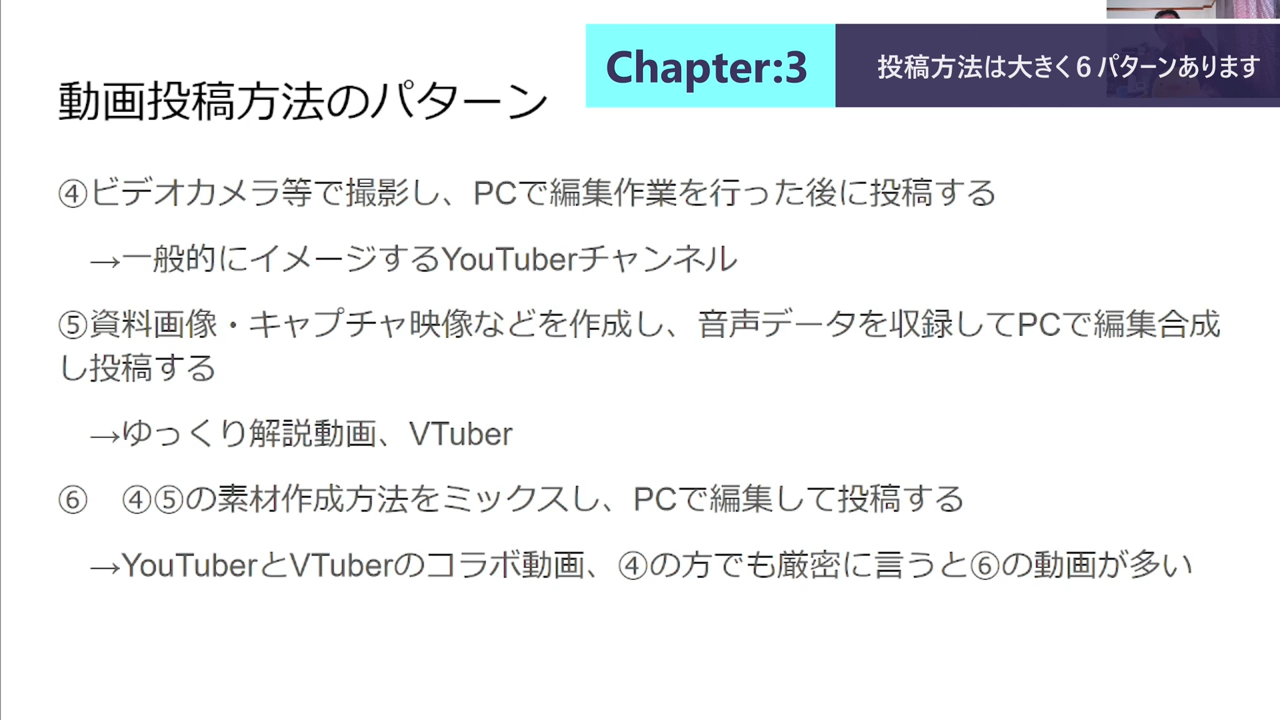 Chapter:3
投稿方法は大きく6パターンあります
動画投稿方法のパターン
④ビデオカメラ等で撮影し、PCで編集作業を行った後に投稿する
→一般的にイメージするYouTuberチャンネル
⑤資料画像・キャプチャ映像などを作成し、音声データを収録してPCで編集合成
し投稿する
→ゆっくり解説動画、VTuber
⑥　④⑤の素材作成方法をミックスし、PCで編集して投稿する
→YouTuberとVTuberのコラボ動画、④の方でも厳密に言うと⑥の動画が多い